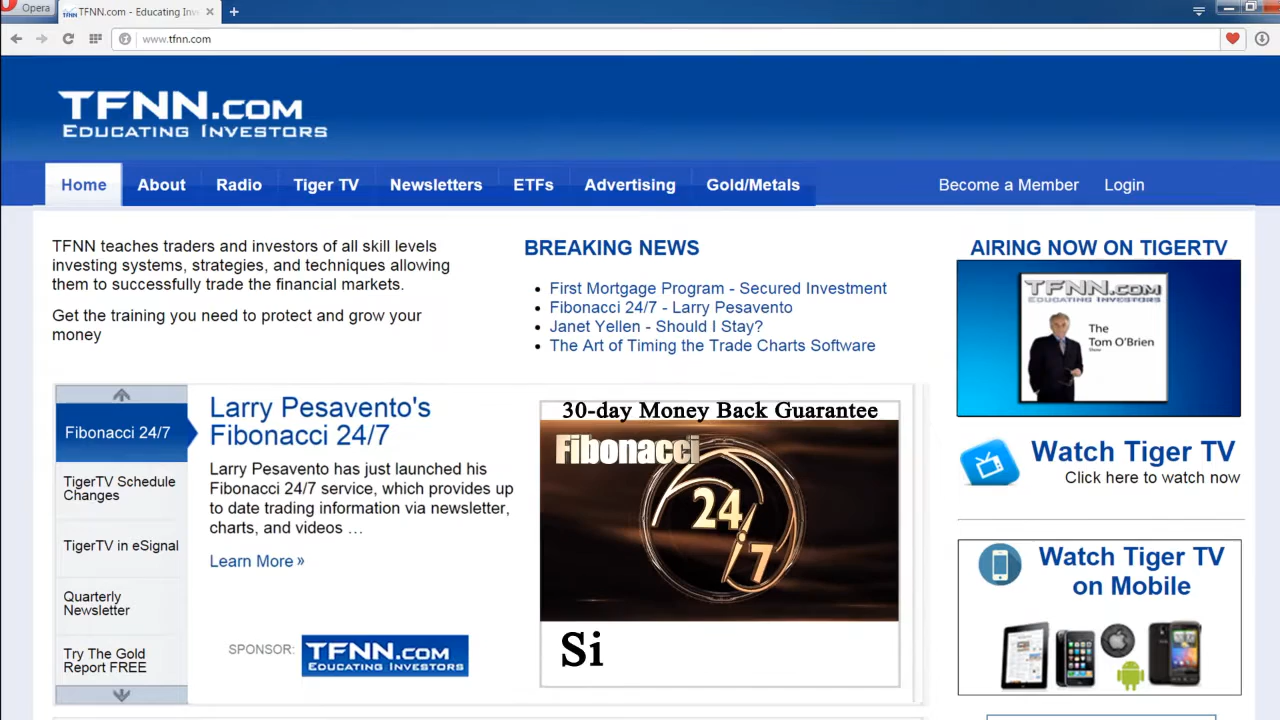 Opera
TFNN.com - Educating Inv
www.tfnn.com
TFNN.COM
EDUCATING INVESTORS
Home
About
Radio
Tiger TV
Newsletters
ETFs
Advertising
Gold/Metals
Become a Member
Login
TFNN teaches traders and investors of all skill levels
investing systems, strategies, and techniques allowing
them to successfully trade the financial markets.
Get the training you need to protect and grow your
money
BREAKING NEWS
First Mortgage Program - Secured Investment
Fibonacci 24/7 - Larry Pesavento
Janet Yellen - Should I Stay?
The Art of Timing the Trade Charts Software
AIRING NOW ON TIGERTV
TFNN.COM
EDUCATING INVESTORS
The
Tom O'Brien
Show
Watch Tiger TV
Click here to watch now
Watch Tiger TV
on Mobile
Fibonacci 24/7
TigerTV Schedule
Changes
TigerTV in eSignal
Quarterly
Newsletter
Try The Gold
Report FREE
Larry Pesavento's
Fibonacci 24/7
Larry Pesavento has just launched his
Fibonacci 24/7 service, which provides up
to date trading information via newsletter,
charts, and videos …
Learn More »
SPONSOR:
TFNN.COM
EDUCATING INVESTORS
30-day Money Back Guarantee
Fibonacci
24/7
Si